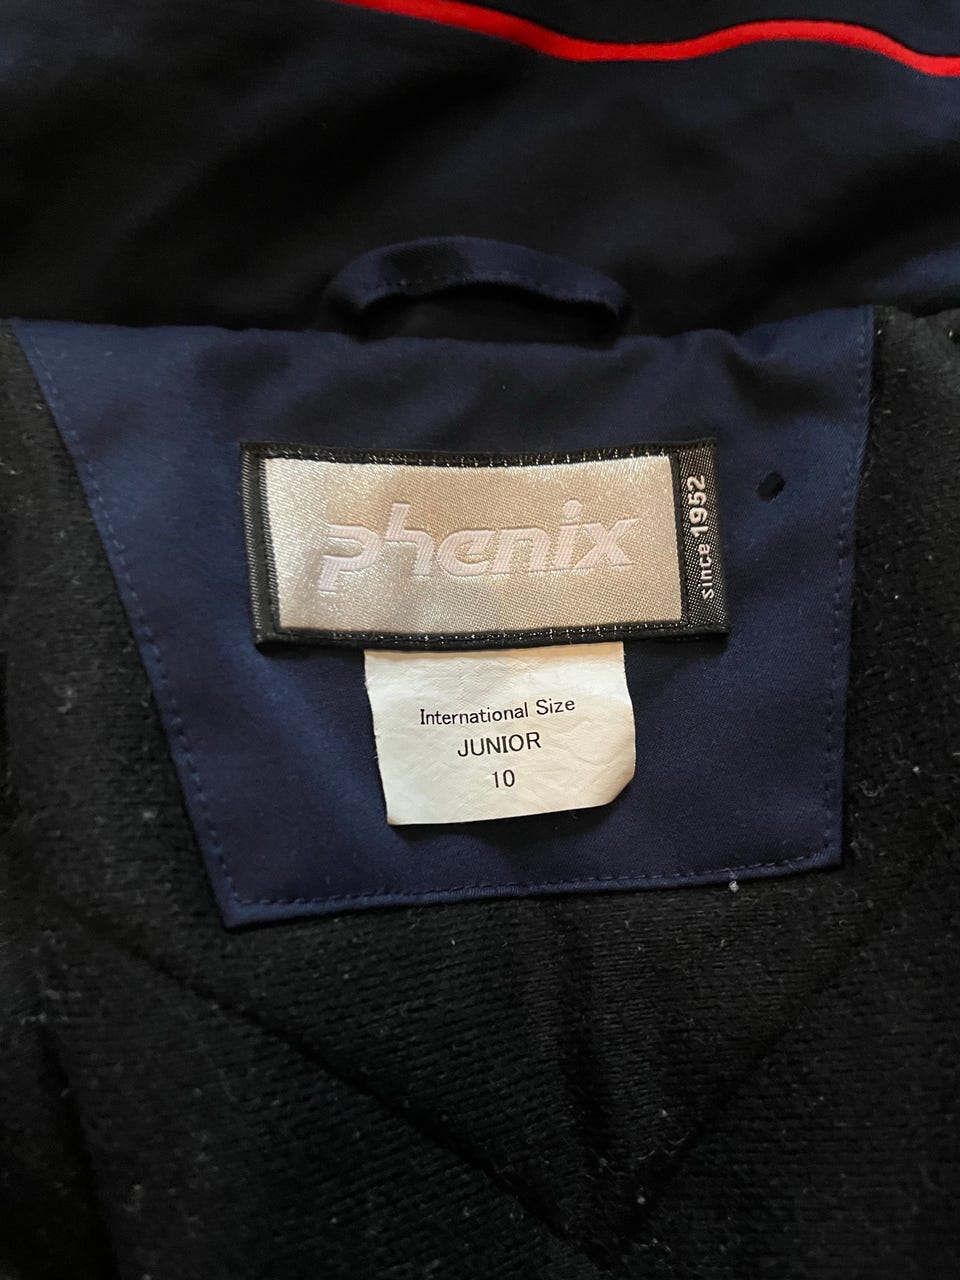 phenix
since 1952
International Size
JUNIOR
10